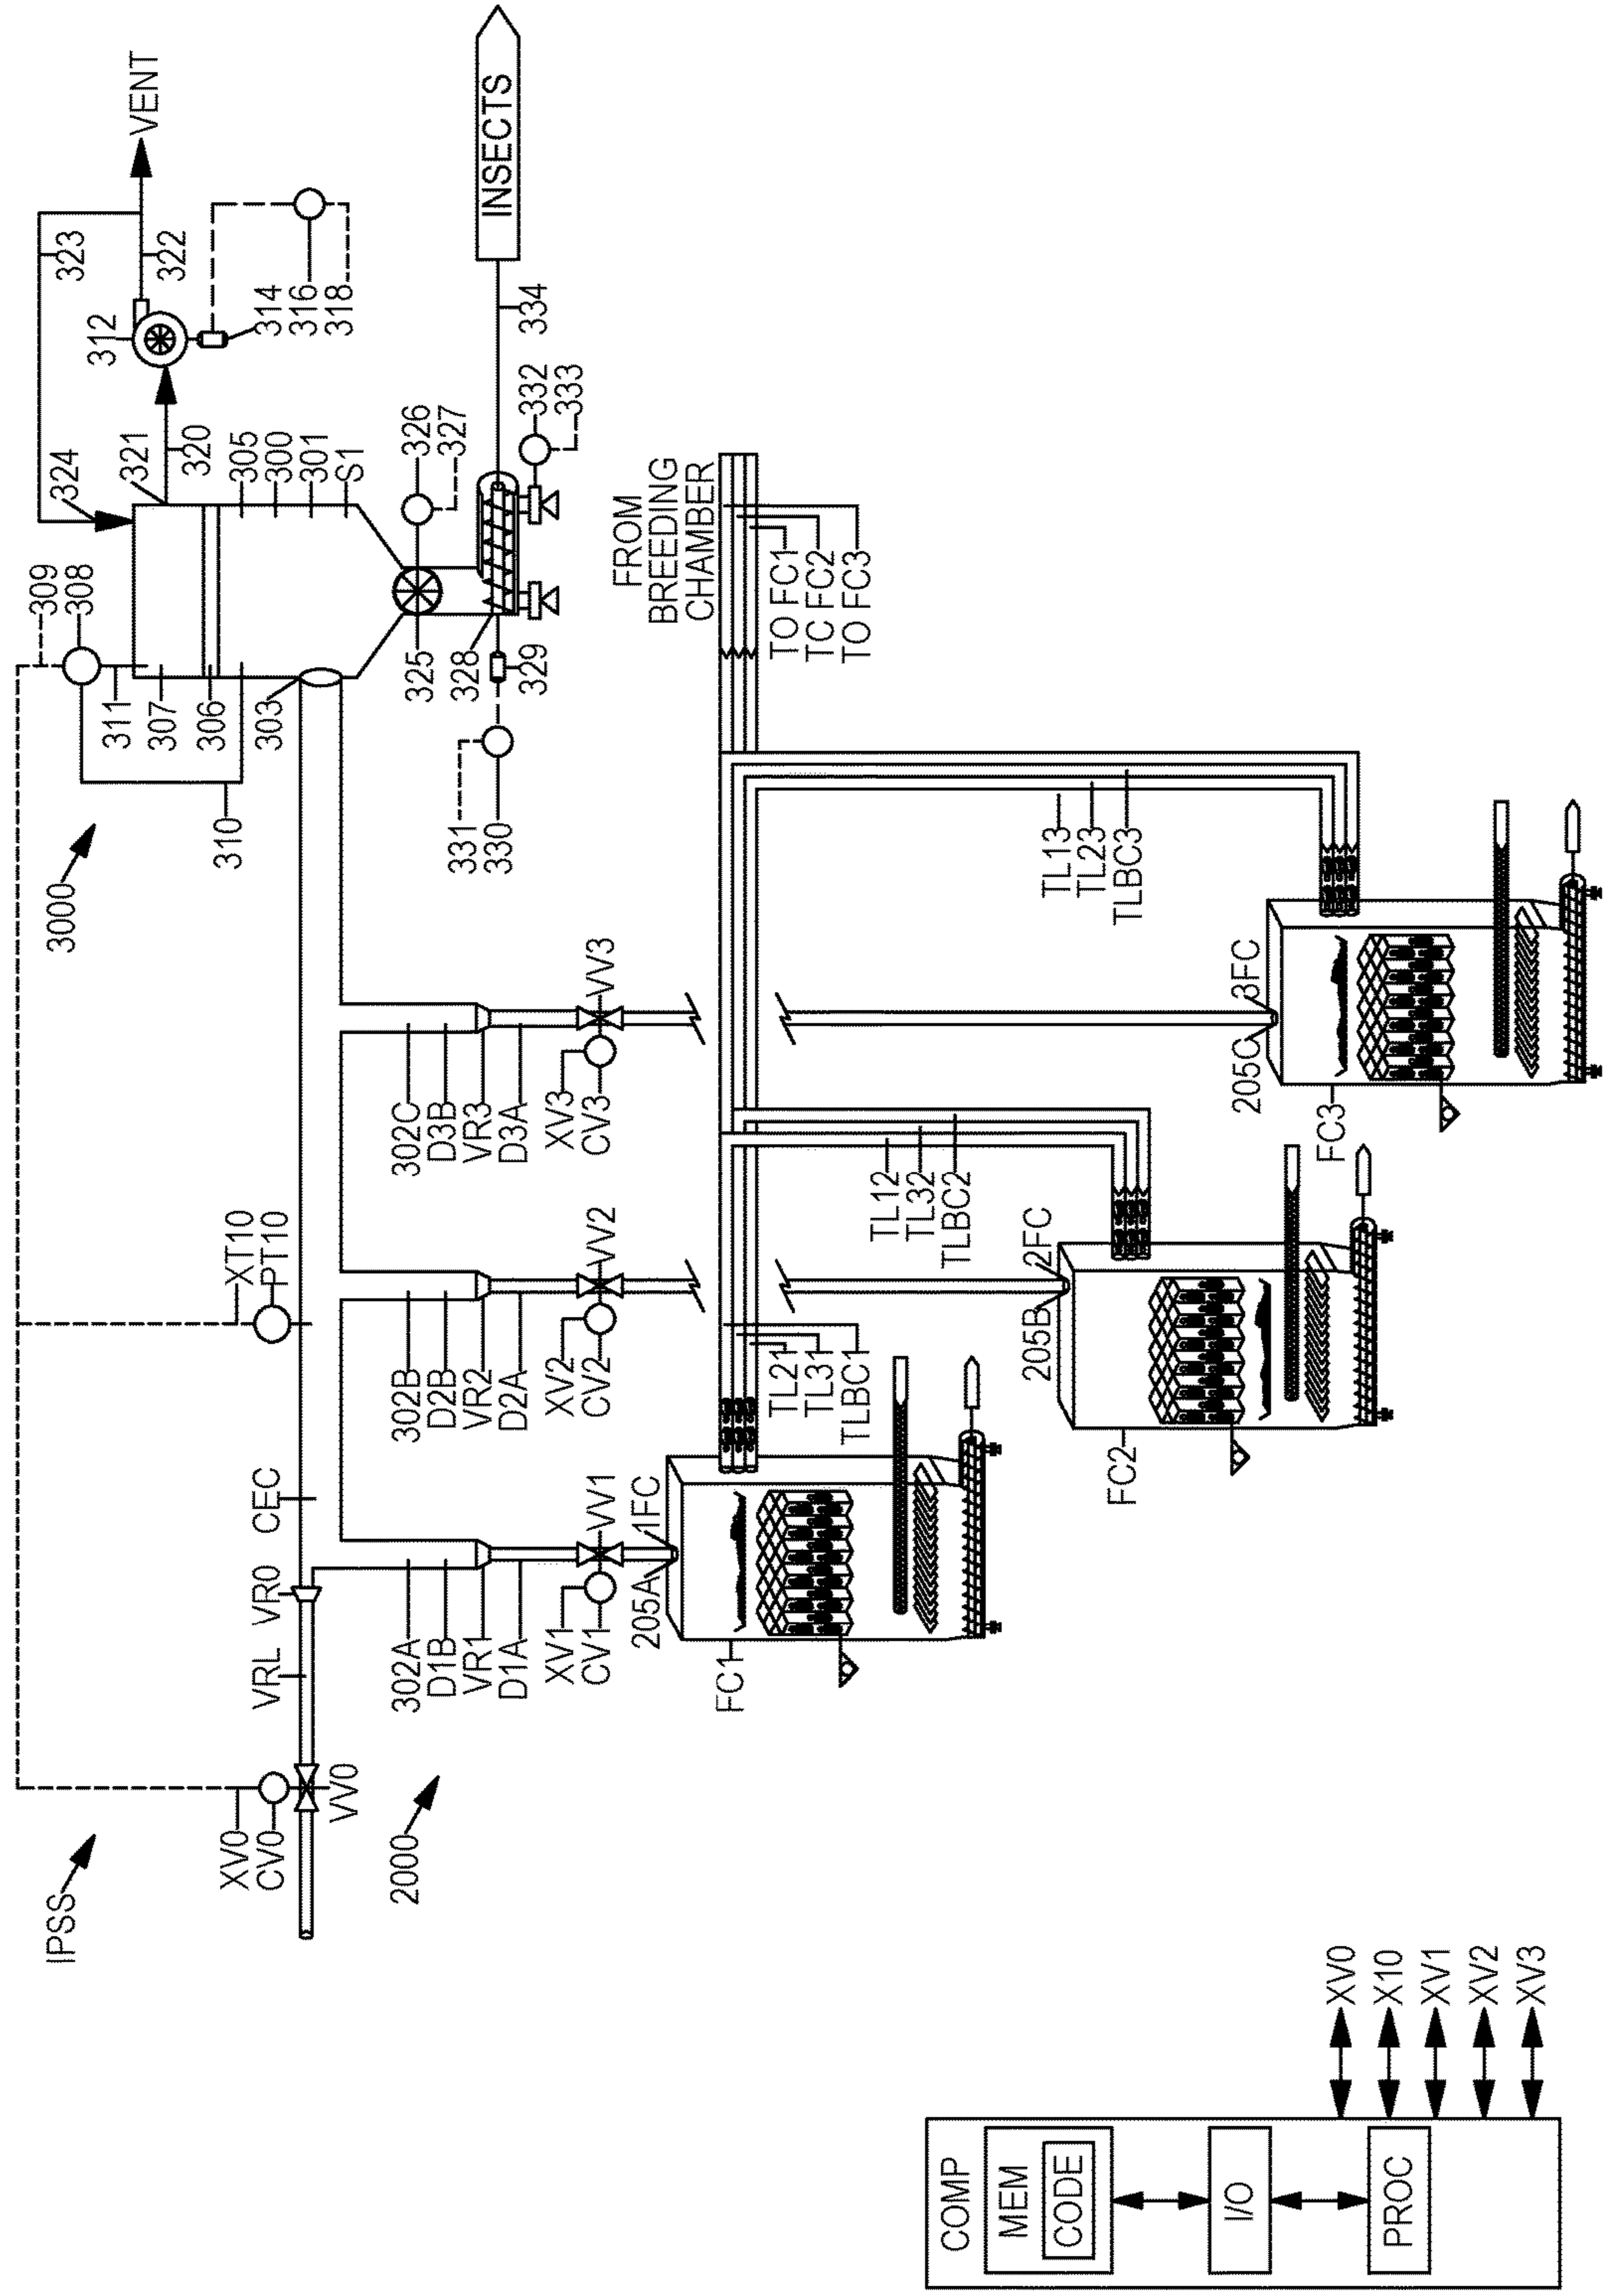 IPSS
XV0
CV0
VV0
2000
VRL
VR0
CEC
XT10
PT10
3000
310
309
308
311
307
306
303
324
321
320
305
300
301
S1
323
322
VENT
312
314
316
318
325
326
327
328
329
331
330
332
333
334
INSECTS
302A
D1B
VR1
D1A
XV1
CV1
VV1
205A
1FC
FC1
302B
D2B
VR2
D2A
XV2
CV2
VV2
205B
2FC
FC2
302C
D3B
VR3
D3A
XV3
CV3
VV3
205C
3FC
FC3
FROM
BREEDING
CHAMBER
TO FC1
TC FC2
TO FC3
TL21
TL31
TLBC1
TL12
TL32
TLBC2
TL13
TL23
TLBC3
COMP
MEM
CODE
I/O
PROC
XV0
X10
XV1
XV2
XV3